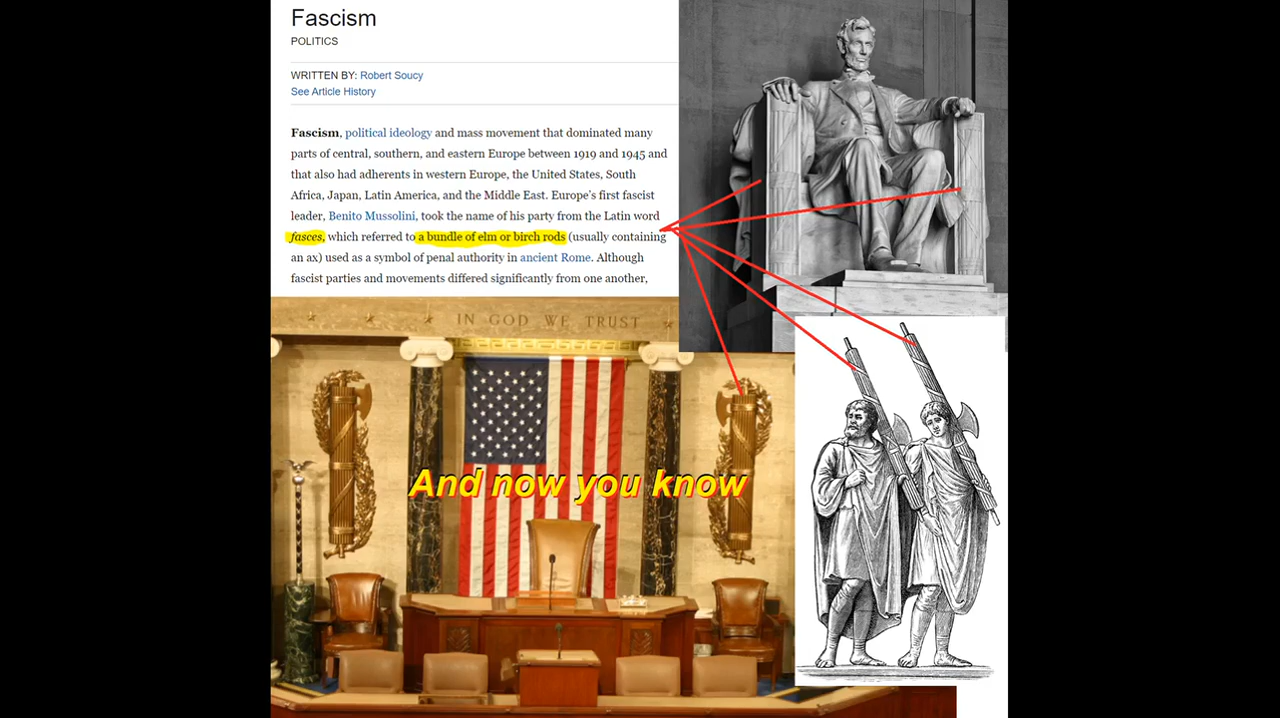 Fascism
POLITICS
WRITTEN BY: Robert Soucy
See Article History
Fascism, political ideology and mass movement that dominated many
parts of central, southern, and eastern Europe between 1919 and 1945 and
that also had adherents in western Europe, the United States, South
Africa, Japan, Latin America, and the Middle East. Europe's first fascist
leader, Benito Mussolini, took the name of his party from the Latin word
fasces, which referred to a bundle of elm or birch rods (usually containing
an ax) used as a symbol of penal authority in ancient Rome. Although
fascist parties and movements differed significantly from one another,
IN GOD WE TRUST
And now you know